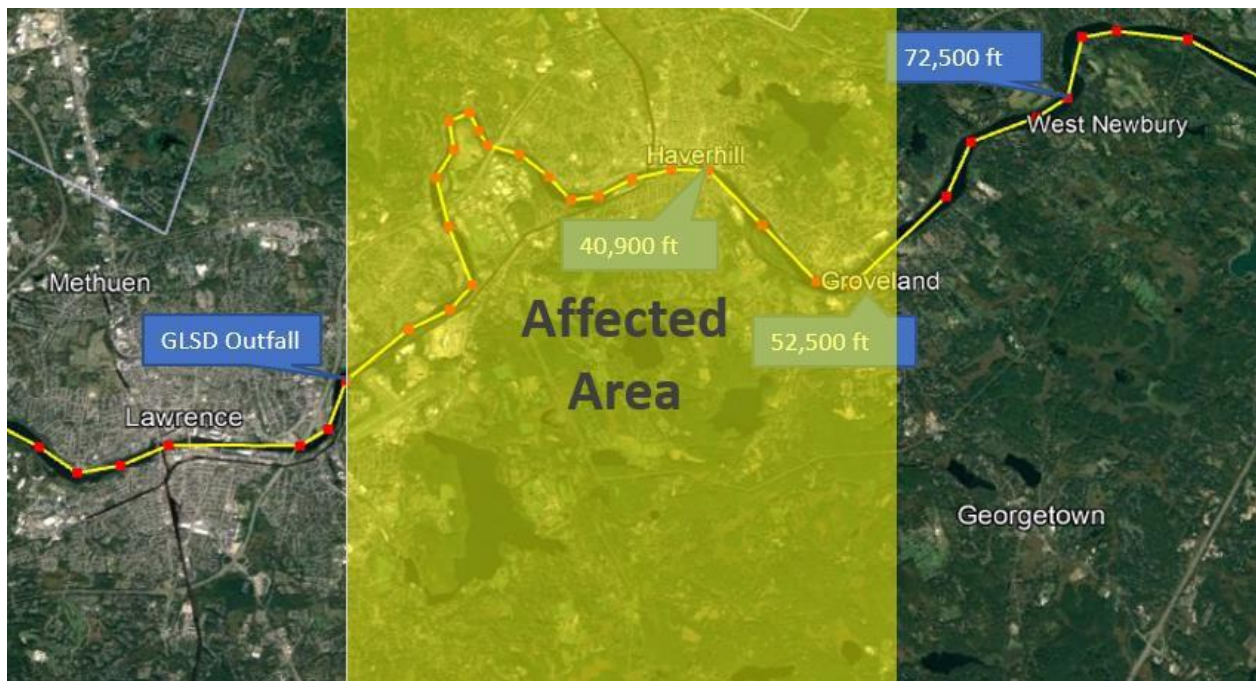 72,500 ft
West Newbury
Haverhill
40,900 ft
Methuen
Groveland
GLSD Outfall
Affected
Area
52,500 ft
Lawrence
Georgetown